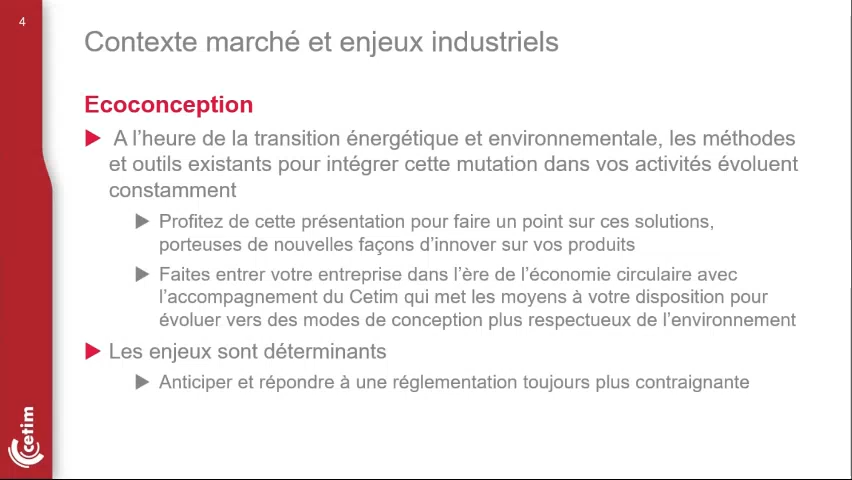 4
Contexte marché et enjeux industriels
Ecoconception
A l’heure de la transition énergétique et environnementale, les méthodes
et outils existants pour intégrer cette mutation dans vos activités évoluent
constamment
Profitez de cette présentation pour faire un point sur ces solutions,
porteuses de nouvelles façons d’innover sur vos produits
Faites entrer votre entreprise dans l’ère de l’économie circulaire avec
l’accompagnement du Cetim qui met les moyens à votre disposition pour
évoluer vers des modes de conception plus respectueux de l’environnement
Les enjeux sont déterminants
Anticiper et répondre à une réglementation toujours plus contraignante
cetim